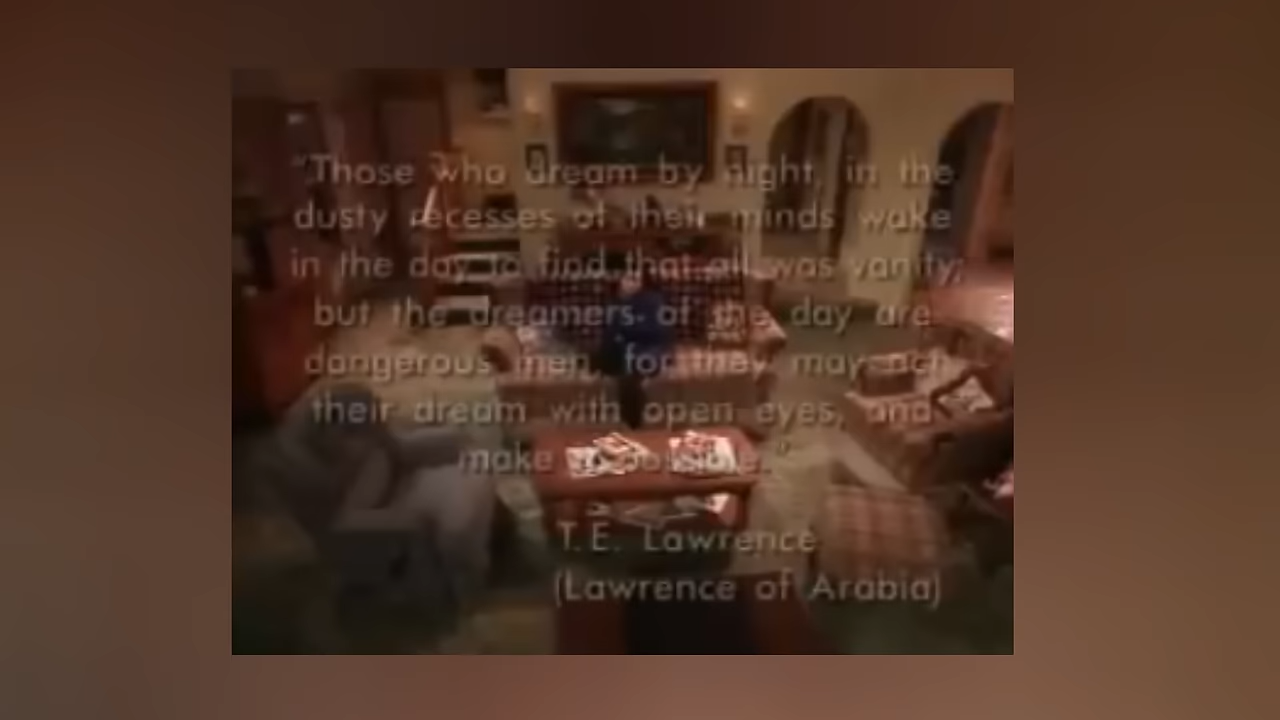 "Those who dream by night, in the
dusty recesses of their minds wake
in the day to find that all was vanity;
but the dreamers of the day are
dangerous men, for they may act
their dream with open eyes, and
make it possible."
T.E. Lawrence
(Lawrence of Arabia)